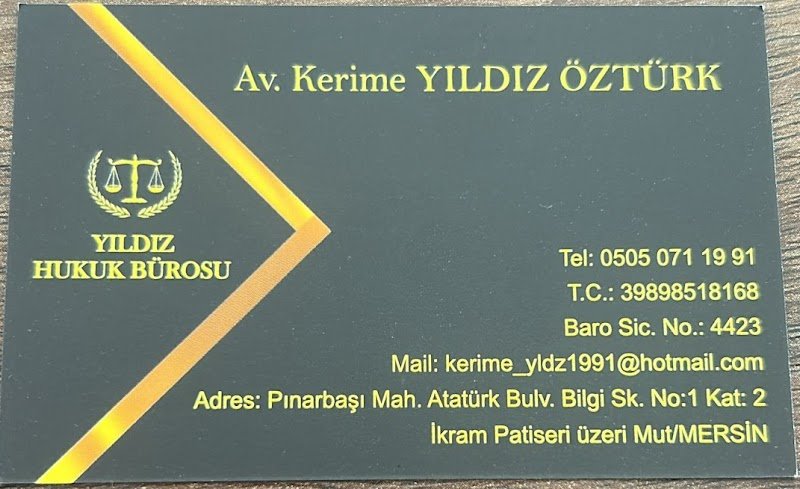 Av. Kerime YILDIZ ÖZTÜRK
YILDIZ
HUKUK BÜROSU
Tel: 0505 071 19 91
T.C.: 39898518168
Baro Sic. No.: 4423
Mail: kerime_yldz1991@hotmail.com
Adres: Pınarbaşı Mah. Atatürk Bulv. Bilgi Sk. No:1 Kat: 2
İkram Patiseri üzeri Mut/MERSİN